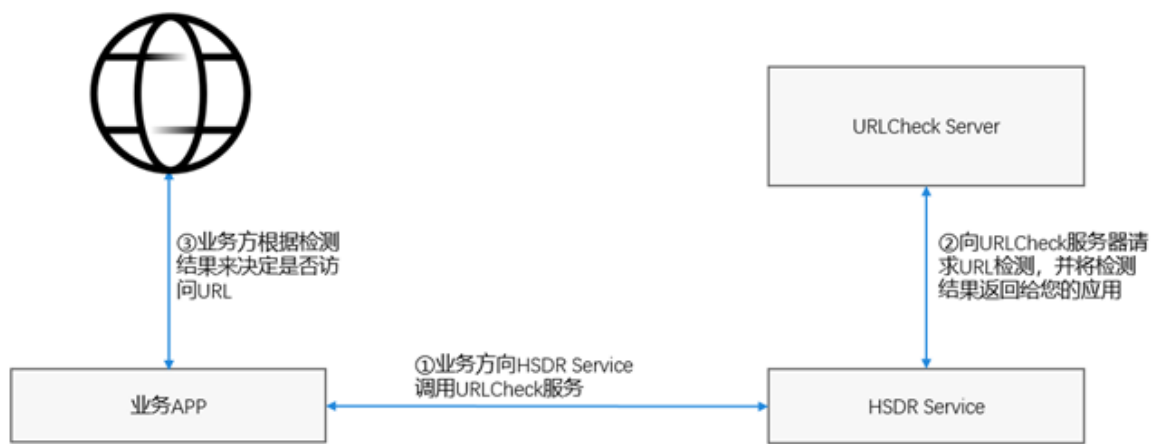 URLCheck Server
③业务方根据检测
结果来决定是否访
问URL
②向URLCheck服务器请
求URL检测，并将检测
结果返回给您的应用
①业务方向HSDR Service
调用URLCheck服务
业务APP
HSDR Service